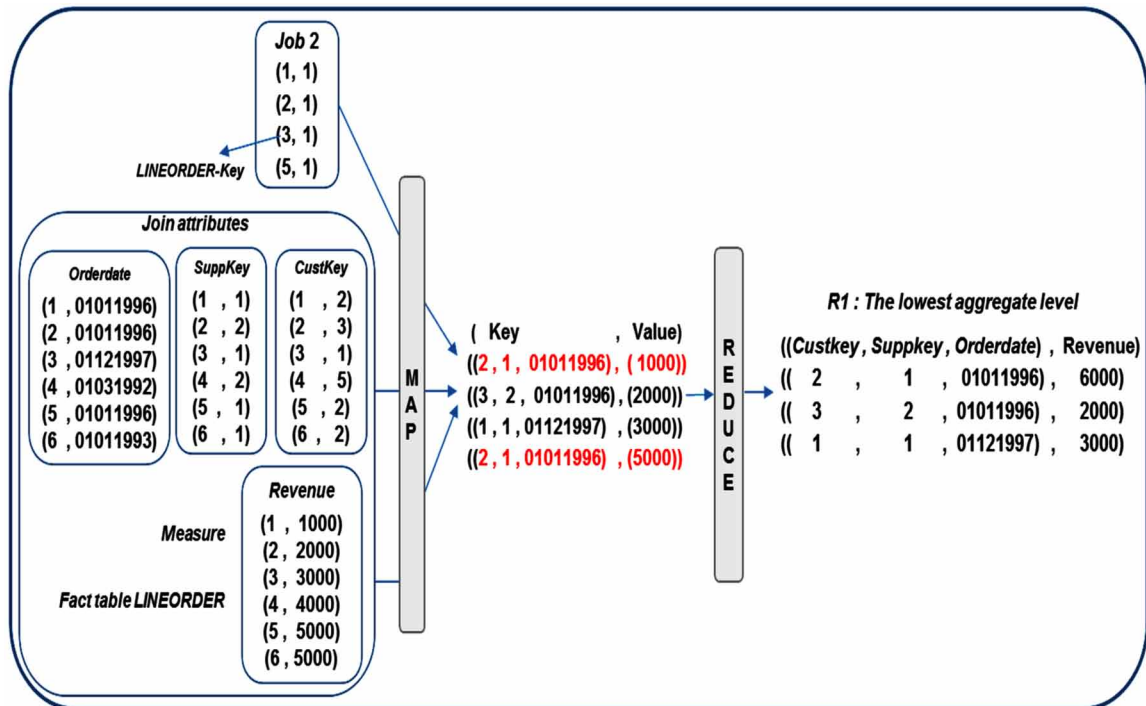 Job 2
(1, 1)
(2, 1)
(3, 1)
(5, 1)
LINEORDER-Key
Join attributes
Orderdate
(1 , 01011996)
(2 , 01011996)
(3 , 01121997)
(4 , 01031992)
(5 , 01011996)
(6 , 01011993)
SuppKey
(1 , 1)
(2 , 2)
(3 , 1)
(4 , 2)
(5 , 1)
(6 , 1)
CustKey
(1 , 2)
(2 , 3)
(3 , 1)
(4 , 5)
(5 , 2)
(6 , 2)
Revenue
(1 , 1000)
(2 , 2000)
(3 , 3000)
(4 , 4000)
(5 , 5000)
(6 , 5000)
Measure
Fact table LINEORDER
MAP
( Key , Value)
((2 , 1 , 01011996), ( 1000))
((3 , 2 , 01011996) ,(2000))
((1 , 1 , 01121997) , (3000))
((2 , 1 , 01011996) , (5000))
REDUCE
R1 : The lowest aggregate level
((Custkey , Suppkey , Orderdate) , Revenue)
(( 2 , 1 , 01011996) , 6000)
(( 3 , 2 , 01011996) , 2000)
(( 1 , 1 , 01121997) , 3000)